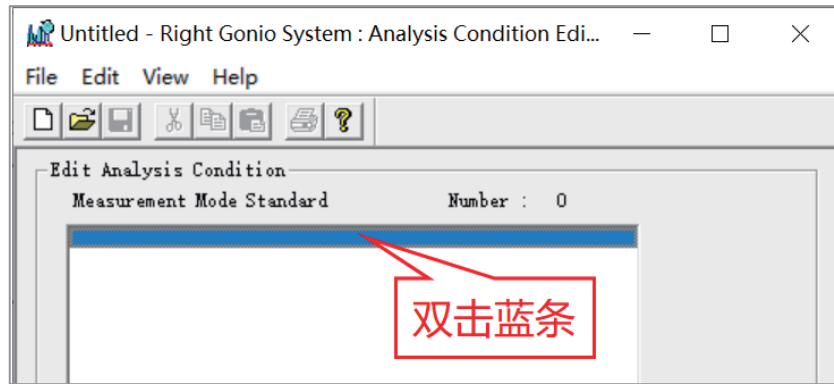 Untitled - Right Gonio System : Analysis Condition Edi...
File Edit View Help
Edit Analysis Condition
Measurement Mode Standard Number : 0
双击蓝条